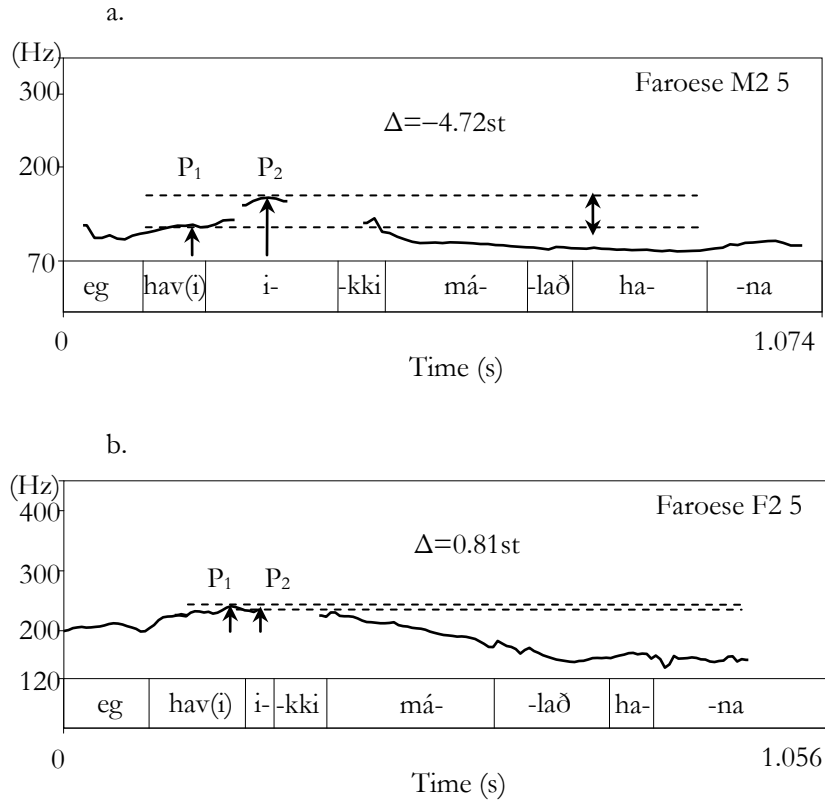 a.
(Hz)
Faroese M2 5
300
Δ=−4.72st
200
P₁ P₂
70
eg hav(i) i- -kki má- -lað ha- -na
0 1.074
Time (s)
b.
(Hz)
Faroese F2 5
400
Δ=0.81st
300
P₁ P₂
200
120
eg hav(i) i- -kki má- -lað ha- -na
0 1.056
Time (s)